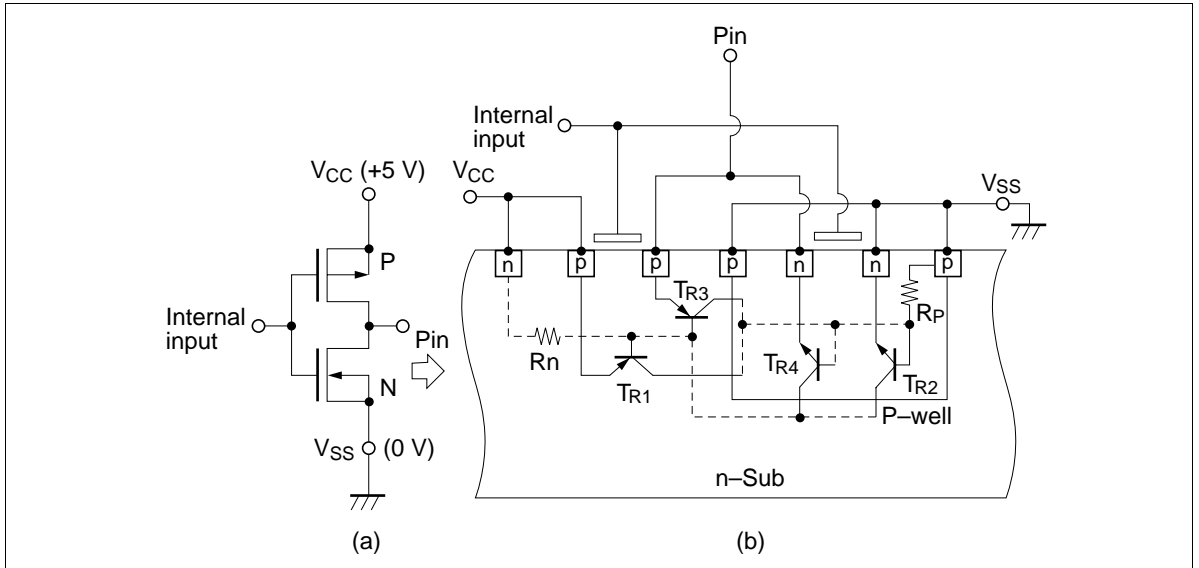 Pin
Internal
input
VCC
VSS
n
p
p
p
n
n
p
TR3
RP
Rn
TR1
TR4
TR2
P–well
n–Sub
(b)
VCC (+5 V)
P
Internal
input
Pin
N
VSS (0 V)
(a)